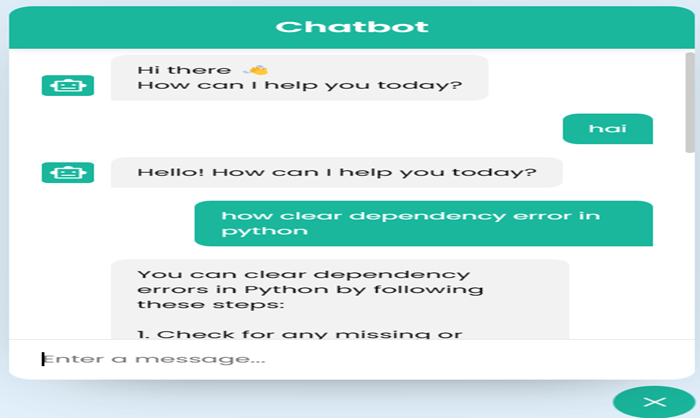 Chatbot
Hi there 👋
How can I help you today?
hai
Hello! How can I help you today?
how clear dependency error in
python
You can clear dependency
errors in Python by following
these steps:
1. Check for any missing or
Enter a message...